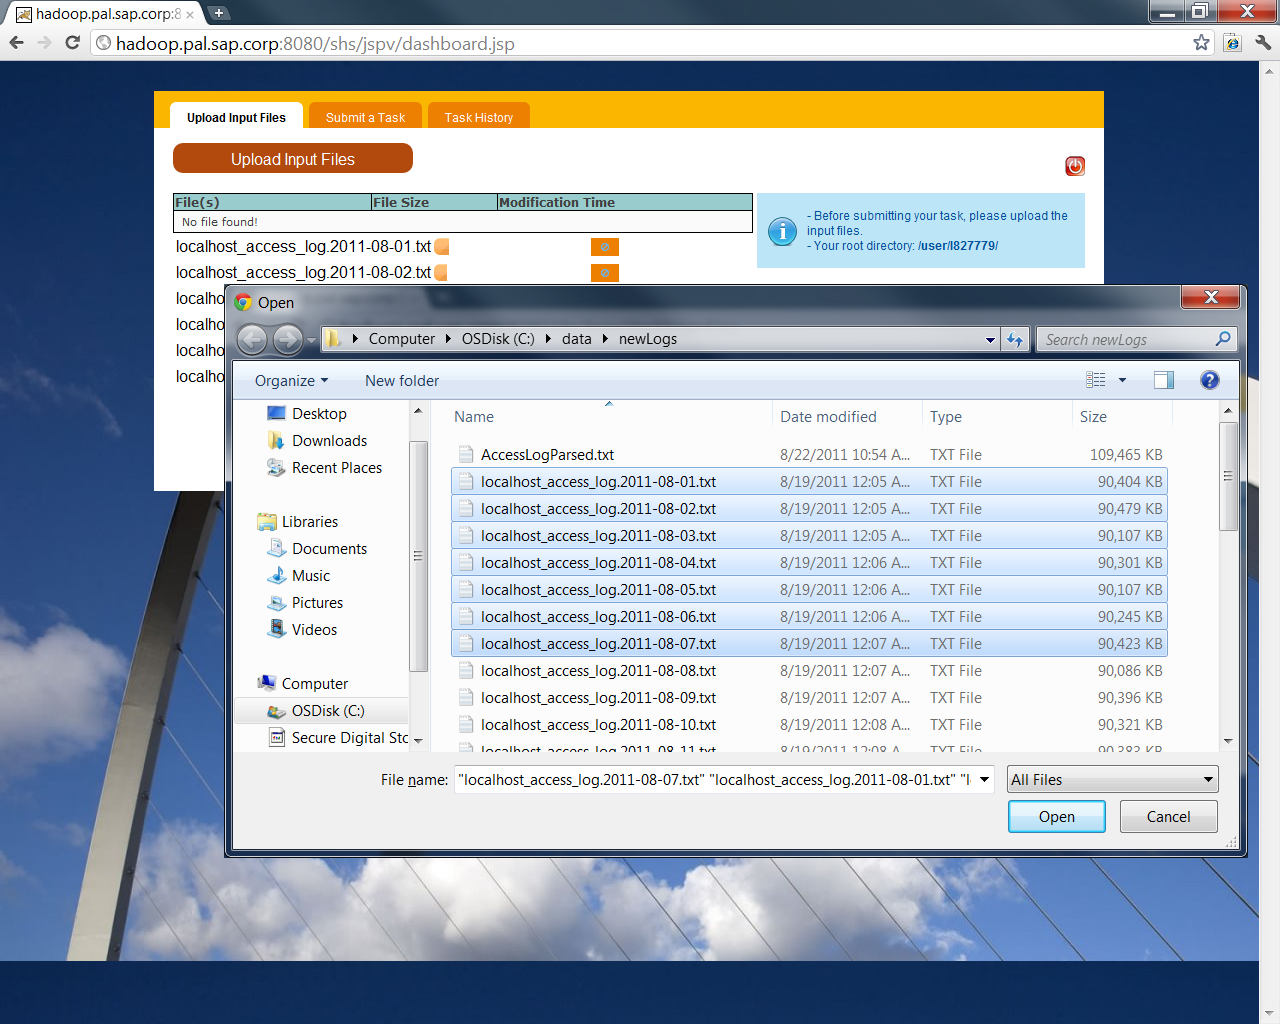 hadoop.pal.sap.corp:8
hadoop.pal.sap.corp:8080/shs/jspv/dashboard.jsp
Upload Input Files
Submit a Task
Task History
Upload Input Files
File(s) File Size Modification Time
No file found!
- Before submitting your task, please upload the
input files.
- Your root directory: /user/I827779/
localhost_access_log.2011-08-01.txt
localhost_access_log.2011-08-02.txt
localho
localho
localho
localho
Open
Computer OSDisk (C:) data newLogs
Search newLogs
Organize New folder
Desktop
Downloads
Recent Places
Libraries
Documents
Music
Pictures
Videos
Computer
OSDisk (C:)
Secure Digital Stc
Name Date modified Type Size
AccessLogParsed.txt 8/22/2011 10:54 A... TXT File 109,465 KB
localhost_access_log.2011-08-01.txt 8/19/2011 12:05 A... TXT File 90,404 KB
localhost_access_log.2011-08-02.txt 8/19/2011 12:05 A... TXT File 90,479 KB
localhost_access_log.2011-08-03.txt 8/19/2011 12:05 A... TXT File 90,107 KB
localhost_access_log.2011-08-04.txt 8/19/2011 12:06 A... TXT File 90,301 KB
localhost_access_log.2011-08-05.txt 8/19/2011 12:06 A... TXT File 90,107 KB
localhost_access_log.2011-08-06.txt 8/19/2011 12:06 A... TXT File 90,245 KB
localhost_access_log.2011-08-07.txt 8/19/2011 12:07 A... TXT File 90,423 KB
localhost_access_log.2011-08-08.txt 8/19/2011 12:07 A... TXT File 90,086 KB
localhost_access_log.2011-08-09.txt 8/19/2011 12:07 A... TXT File 90,396 KB
localhost_access_log.2011-08-10.txt 8/19/2011 12:08 A... TXT File 90,321 KB
localhost_access_log.2011-08-11.txt 8/19/2011 12:08 A... TXT File 90,383 KB
File name: "localhost_access_log.2011-08-07.txt" "localhost_access_log.2011-08-01.txt" "l
All Files
Open
Cancel